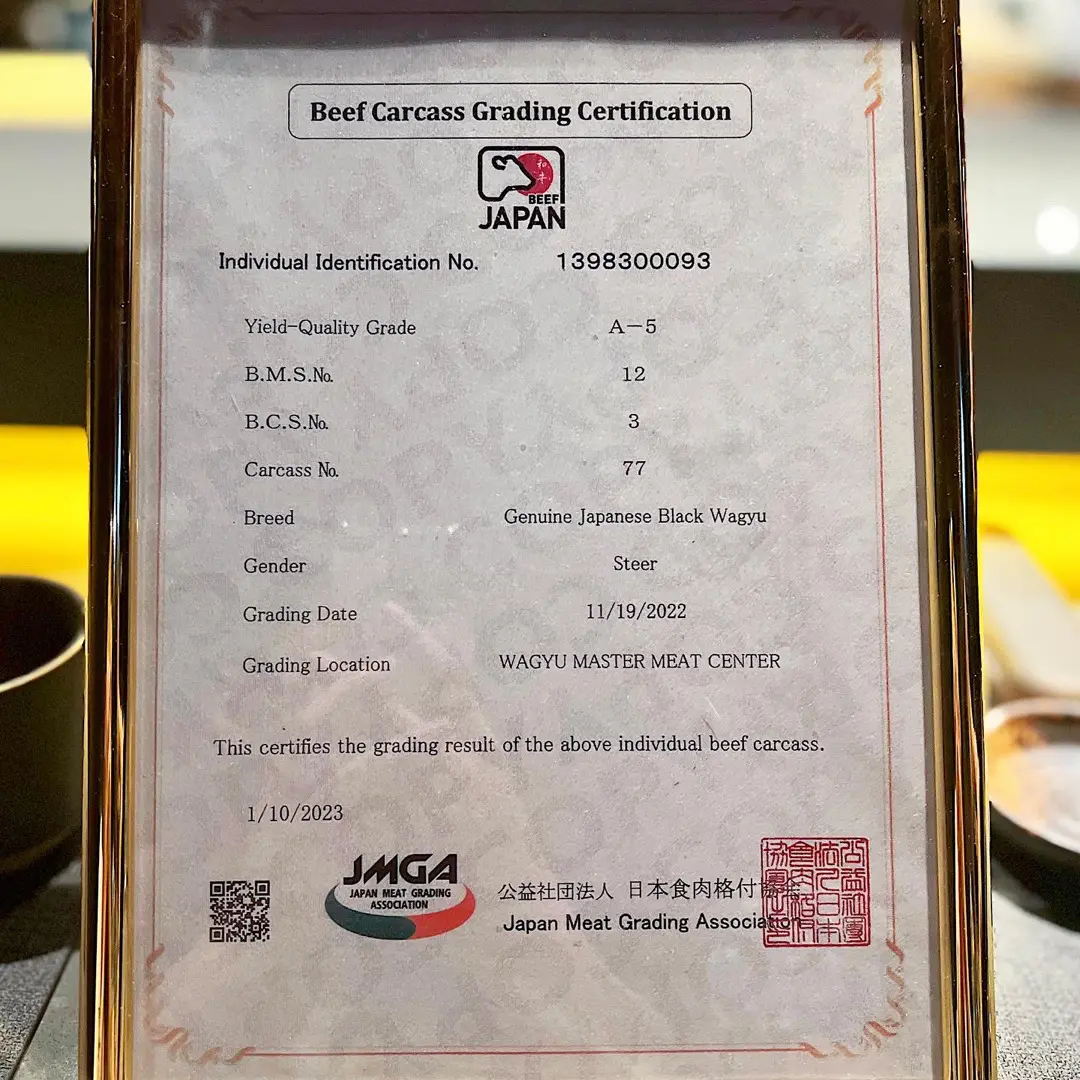 Beef Carcass Grading Certification
和牛
BEEF
JAPAN
Individual Identification No. 1398300093
Yield-Quality Grade A-5
B.M.S.No. 12
B.C.S.No. 3
Carcass No. 77
Breed Genuine Japanese Black Wagyu
Gender Steer
Grading Date 11/19/2022
Grading Location WAGYU MASTER MEAT CENTER
This certifies the grading result of the above individual beef carcass.
1/10/2023
JMGA
JAPAN MEAT GRADING
ASSOCIATION
公益社団法人 日本食肉格付協会
Japan Meat Grading Association